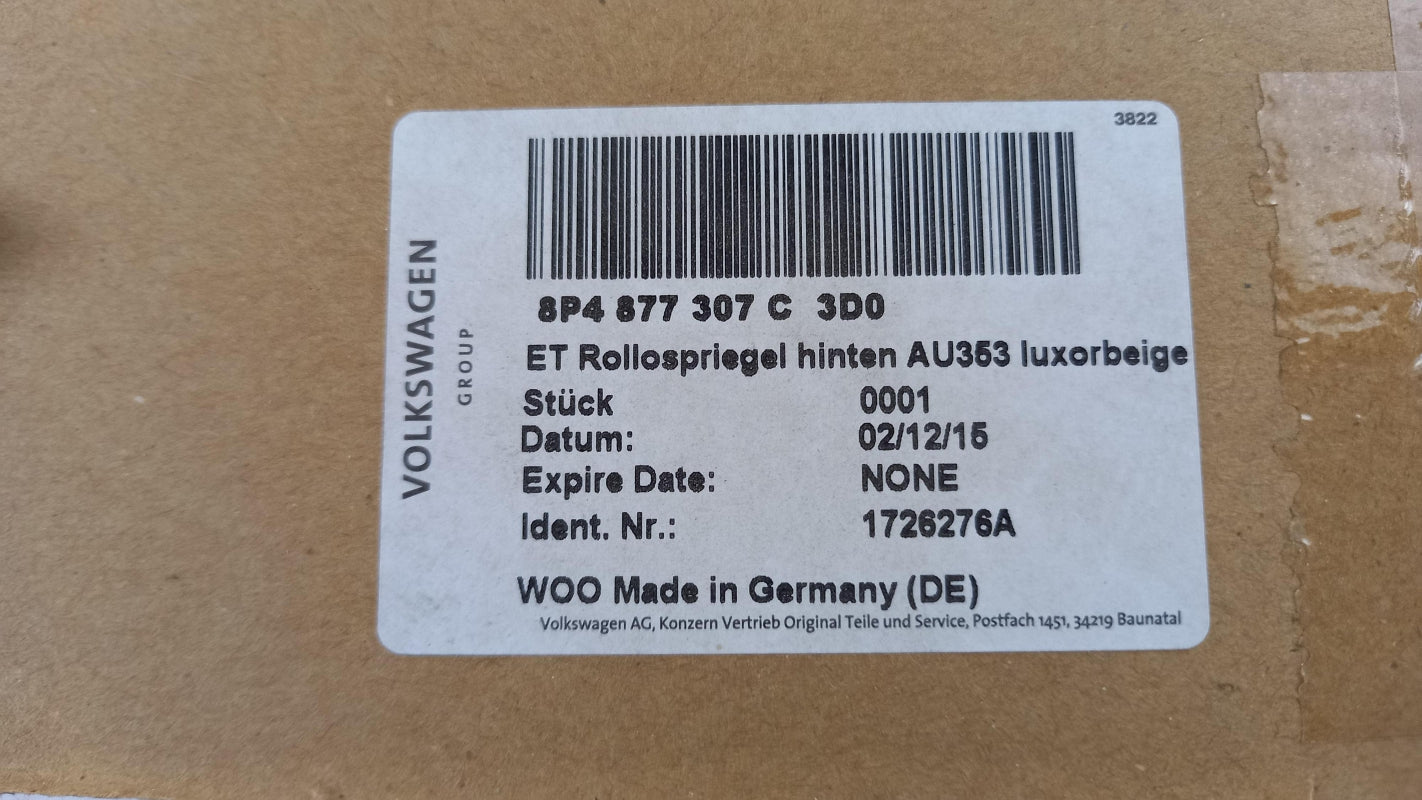 3822
VOLKSWAGEN
GROUP
8P4 877 307 C 3D0
ET Rollospriegel hinten AU353 luxorbeige
Stück 0001
Datum: 02/12/15
Expire Date: NONE
Ident. Nr.: 1726276A
WOO Made in Germany (DE)
Volkswagen AG, Konzern Vertrieb Original Teile und Service, Postfach 1451, 34219 Baunatal